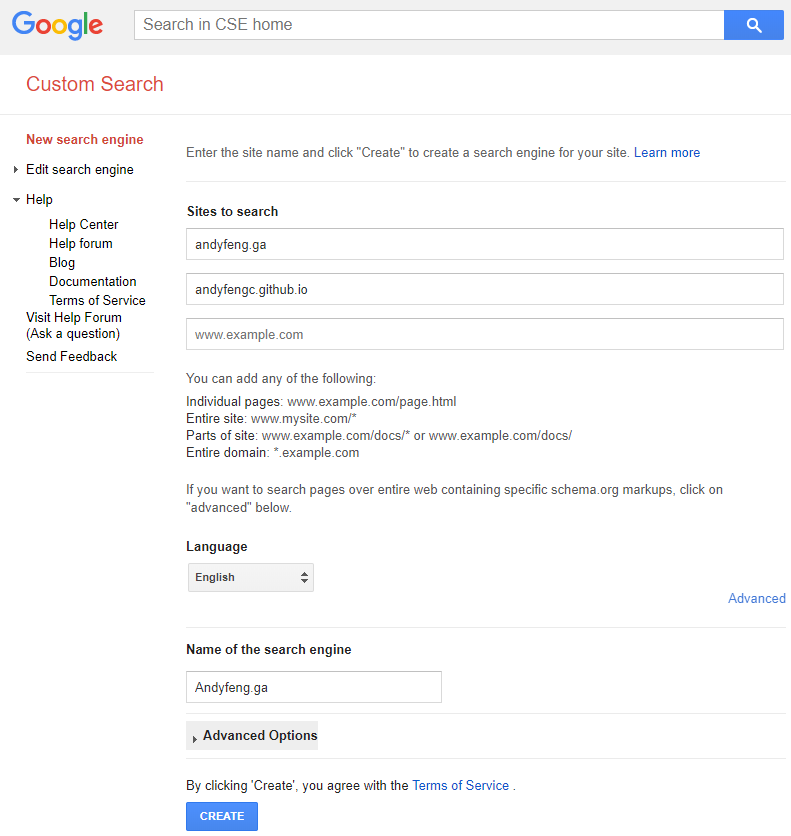 Google
Search in CSE home
Custom Search
New search engine
Edit search engine
Help
Help Center
Help forum
Blog
Documentation
Terms of Service
Visit Help Forum
(Ask a question)
Send Feedback
Enter the site name and click "Create" to create a search engine for your site. Learn more
Sites to search
andyfeng.ga
andyfengc.github.io
www.example.com
You can add any of the following:
Individual pages: www.example.com/page.html
Entire site: www.mysite.com/*
Parts of site: www.example.com/docs/* or www.example.com/docs/
Entire domain: *.example.com
If you want to search pages over entire web containing specific schema.org markups, click on
"advanced" below.
Language
English
Advanced
Name of the search engine
Andyfeng.ga
Advanced Options
By clicking 'Create', you agree with the Terms of Service .
CREATE